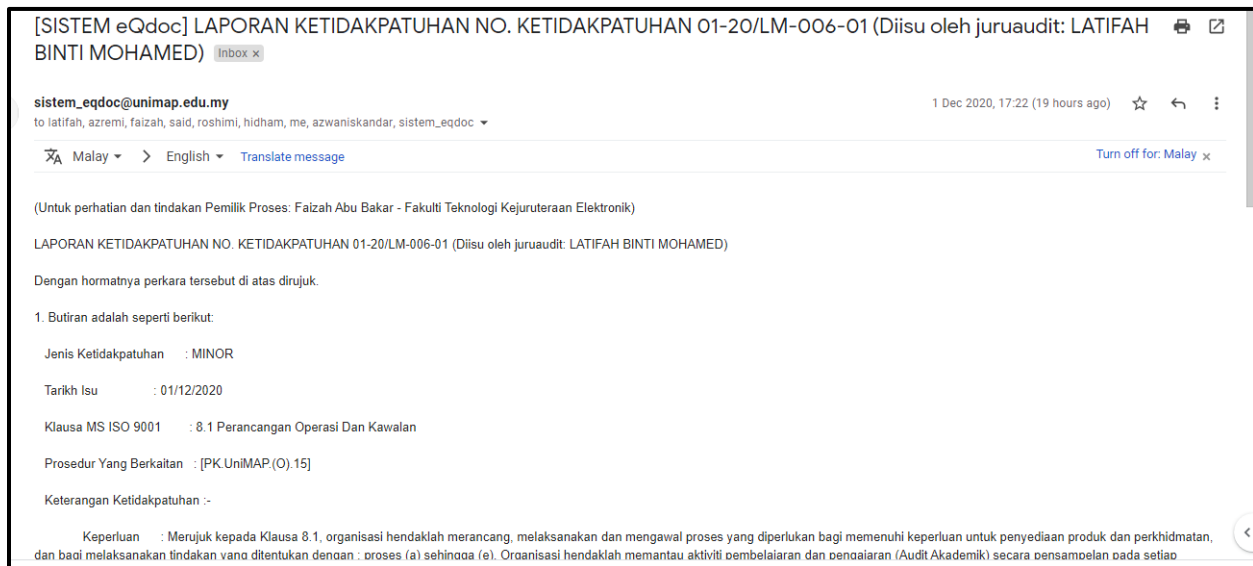 [SISTEM eQdoc] LAPORAN KETIDAKPATUHAN NO. KETIDAKPATUHAN 01-20/LM-006-01 (Diisu oleh juruaudit: LATIFAH
BINTI MOHAMED) Inbox x
sistem_eqdoc@unimap.edu.my 1 Dec 2020, 17:22 (19 hours ago)
to latifah, azremi, faizah, said, roshimi, hidham, me, azwaniskandar, sistem_eqdoc
Malay > English Translate message Turn off for: Malay x
(Untuk perhatian dan tindakan Pemilik Proses: Faizah Abu Bakar - Fakulti Teknologi Kejuruteraan Elektronik)
LAPORAN KETIDAKPATUHAN NO. KETIDAKPATUHAN 01-20/LM-006-01 (Diisu oleh juruaudit: LATIFAH BINTI MOHAMED)
Dengan hormatnya perkara tersebut di atas dirujuk.
1. Butiran adalah seperti berikut:
Jenis Ketidakpatuhan : MINOR
Tarikh Isu : 01/12/2020
Klausa MS ISO 9001 : 8.1 Perancangan Operasi Dan Kawalan
Prosedur Yang Berkaitan : [PK.UniMAP.(O).15]
Keterangan Ketidakpatuhan :-
Keperluan : Merujuk kepada Klausa 8.1, organisasi hendaklah merancang, melaksanakan dan mengawal proses yang diperlukan bagi memenuhi keperluan untuk penyediaan produk dan perkhidmatan,
dan bagi melaksanakan tindakan yang ditentukan dengan : proses (a) sehingga (e). Organisasi hendaklah memantau aktiviti pembelajaran dan pengajaran (Audit Akademik) secara pensampelan pada setiap